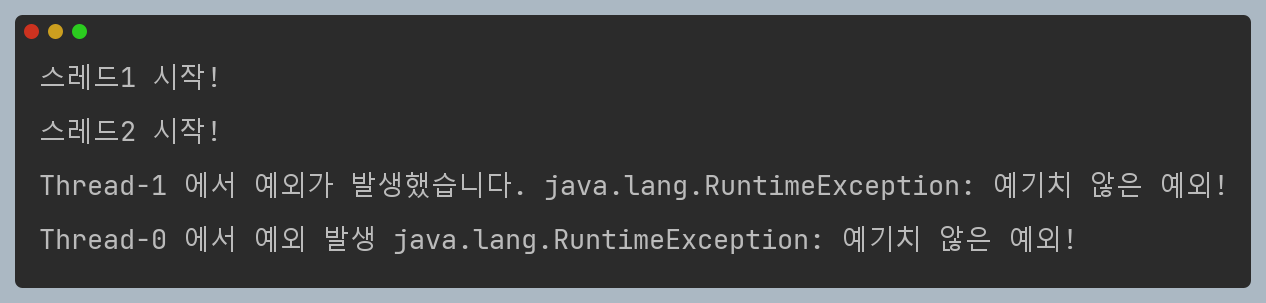 스레드1 시작!
스레드2 시작!
Thread-1 에서 예외가 발생했습니다. java.lang.RuntimeException: 예기치 않은 예외!
Thread-0 에서 예외 발생 java.lang.RuntimeException: 예기치 않은 예외!